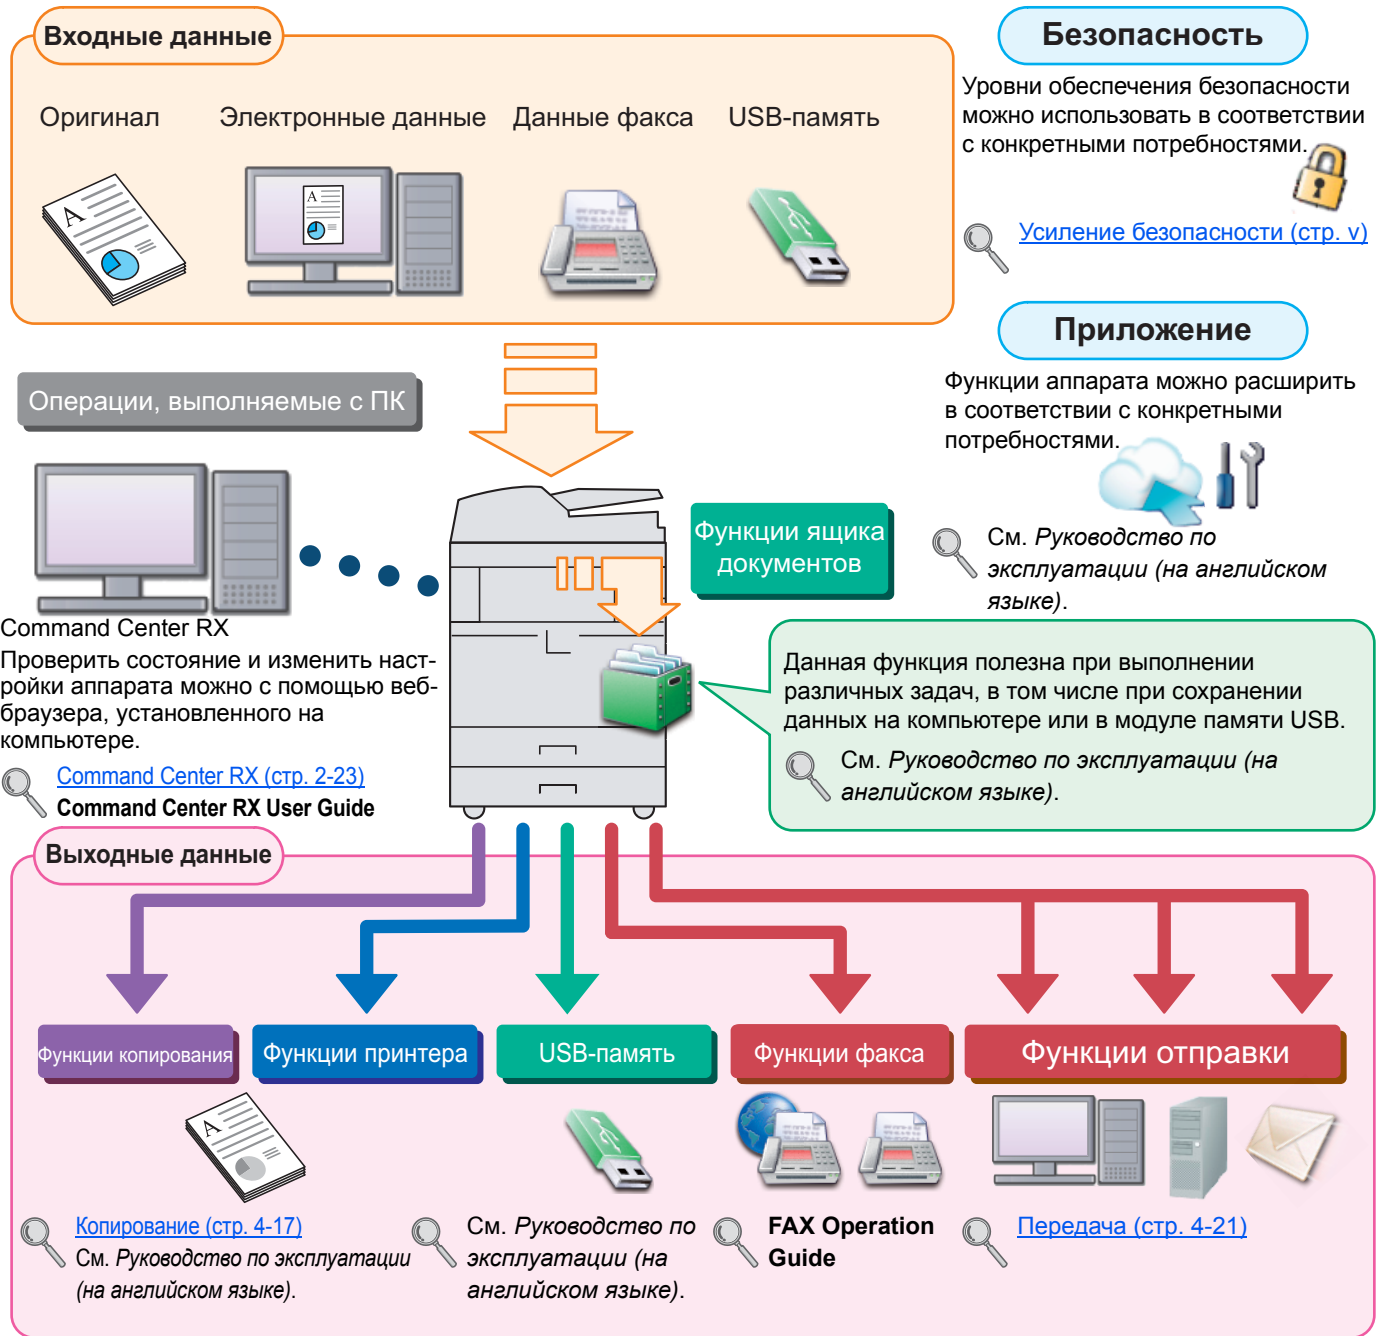 Входные данные
Оригинал
Электронные данные
Данные факса
USB-память
Безопасность
Уровни обеспечения безопасности
можно использовать в соответствии
с конкретными потребностями.
Усиление безопасности (стр. v)
Приложение
Функции аппарата можно расширить
в соответствии с конкретными
потребностями.
См. Руководство по
эксплуатации (на английском
языке).
Операции, выполняемые с ПК
Command Center RX
Проверить состояние и изменить наст-
ройки аппарата можно с помощью веб-
браузера, установленного на
компьютере.
Command Center RX (стр. 2-23)
Command Center RX User Guide
Функции ящика
документов
Данная функция полезна при выполнении
различных задач, в том числе при сохранении
данных на компьютере или в модуле памяти USB.
См. Руководство по эксплуатации (на
английском языке).
Выходные данные
Функции копирования
Функции принтера
USB-память
Функции факса
Функции отправки
Копирование (стр. 4-17)
См. Руководство по эксплуатации
(на английском языке).
См. Руководство по
эксплуатации (на
английском языке).
FAX Operation
Guide
Передача (стр. 4-21)